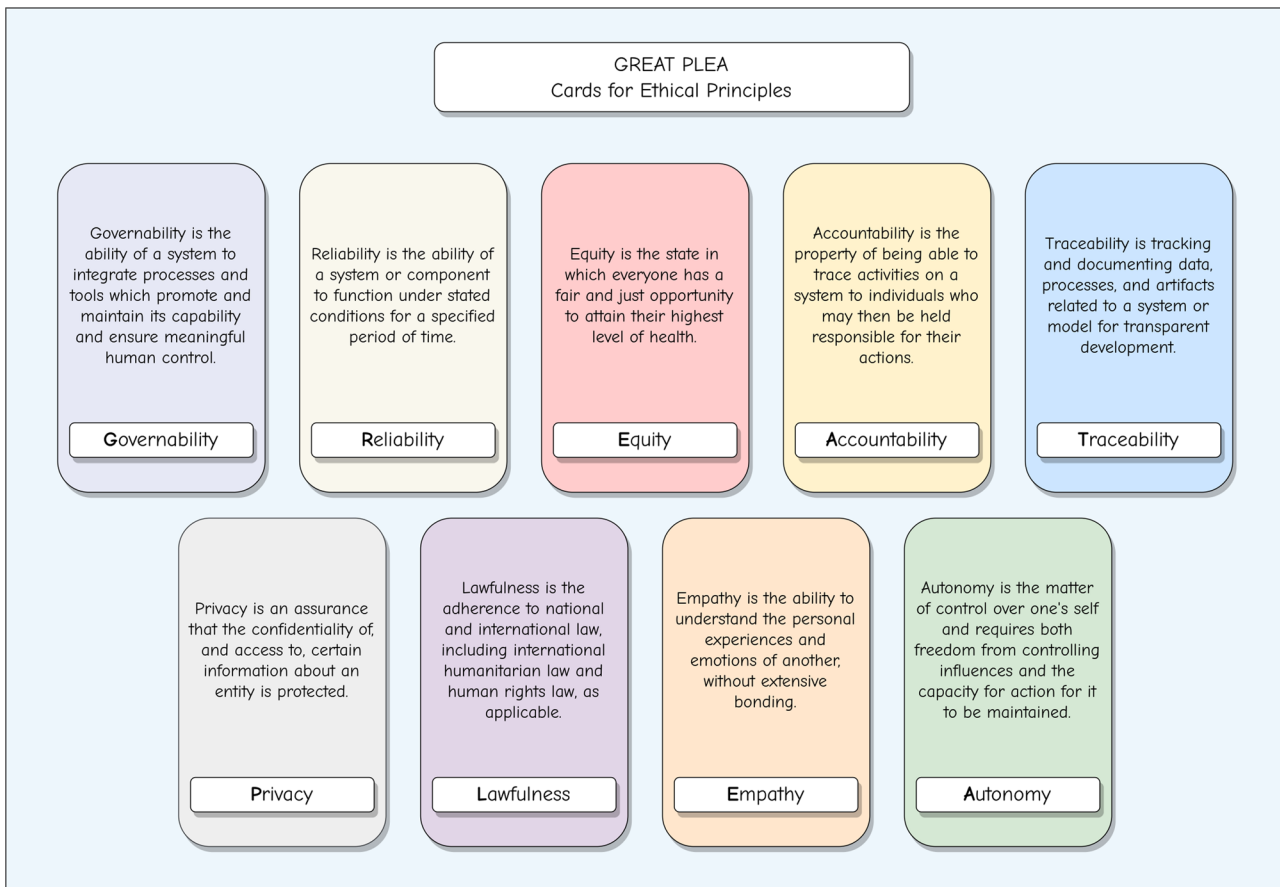 GREAT PLEA
Cards for Ethical Principles
Governability is the
ability of a system to
integrate processes and
tools which promote and
maintain its capability
and ensure meaningful
human control.
Governability
Reliability is the ability of
a system or component
to function under stated
conditions for a specified
period of time.
Reliability
Equity is the state in
which everyone has a
fair and just opportunity
to attain their highest
level of health.
Equity
Accountability is the
property of being able to
trace activities on a
system to individuals who
may then be held
responsible for their
actions.
Accountability
Traceability is tracking
and documenting data,
processes, and artifacts
related to a system or
model for transparent
development.
Traceability
Privacy is an assurance
that the confidentiality of,
and access to, certain
information about an
entity is protected.
Privacy
Lawfulness is the
adherence to national
and international law,
including international
humanitarian law and
human rights law, as
applicable.
Lawfulness
Empathy is the ability to
understand the personal
experiences and
emotions of another,
without extensive
bonding.
Empathy
Autonomy is the matter
of control over one's self
and requires both
freedom from controlling
influences and the
capacity for action for it
to be maintained.
Autonomy